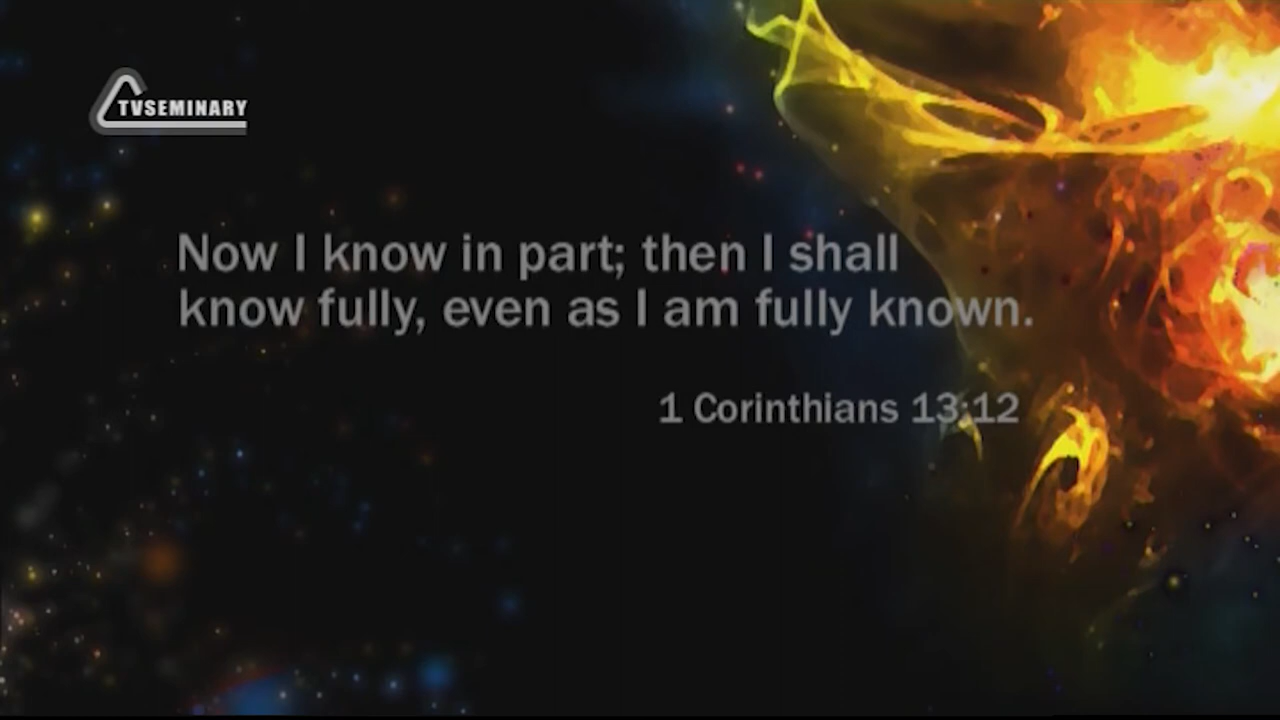 TVSEMINARY
Now I know in part; then I shall
know fully, even as I am fully known.
1 Corinthians 13:12